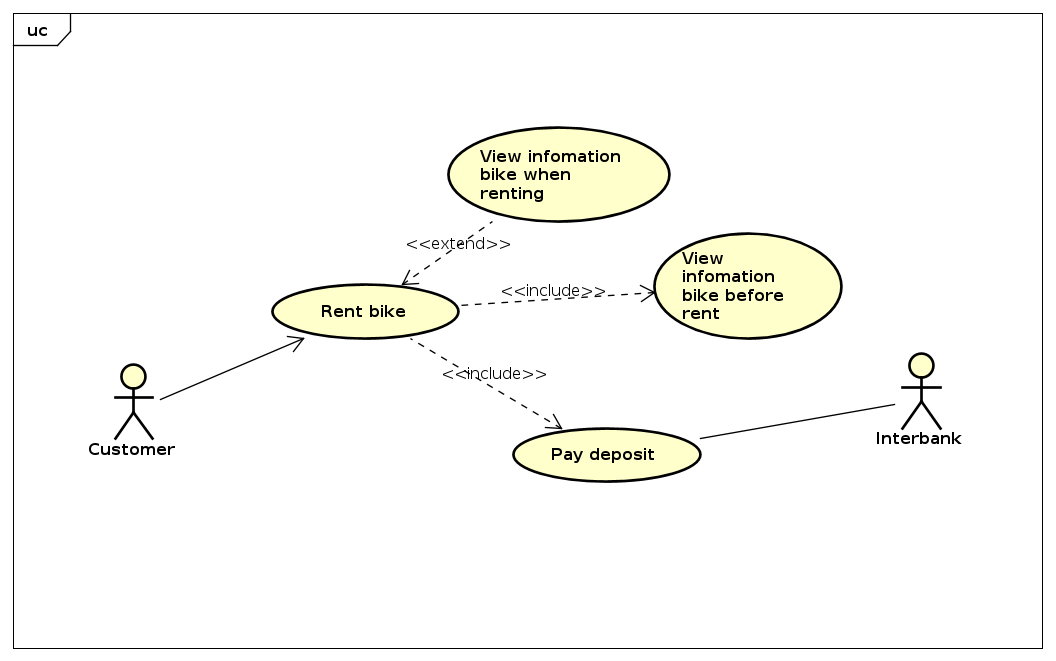 uc
View infomation
bike when
renting
<<extend>>
View
infomation
bike before
rent
<<include>>
Rent bike
<<include>>
Customer
Interbank
Pay deposit